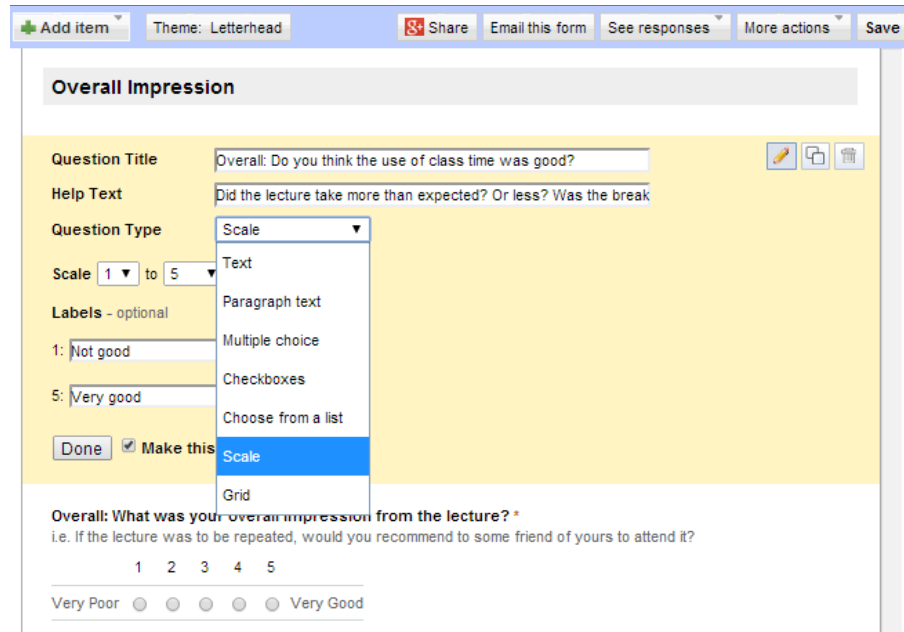 Add item Theme: Letterhead g+ Share Email this form See responses More actions Save
Overall Impression
Question Title Overall: Do you think the use of class time was good?
Help Text Did the lecture take more than expected? Or less? Was the break
Question Type Scale
Text
Scale 1 to 5
Paragraph text
Labels - optional
Multiple choice
1: Not good
Checkboxes
5: Very good
Choose from a list
Done Make this
Scale
Grid
Overall: What was your overall impression from the lecture? *
i.e. If the lecture was to be repeated, would you recommend to some friend of yours to attend it?
1 2 3 4 5
Very Poor Very Good